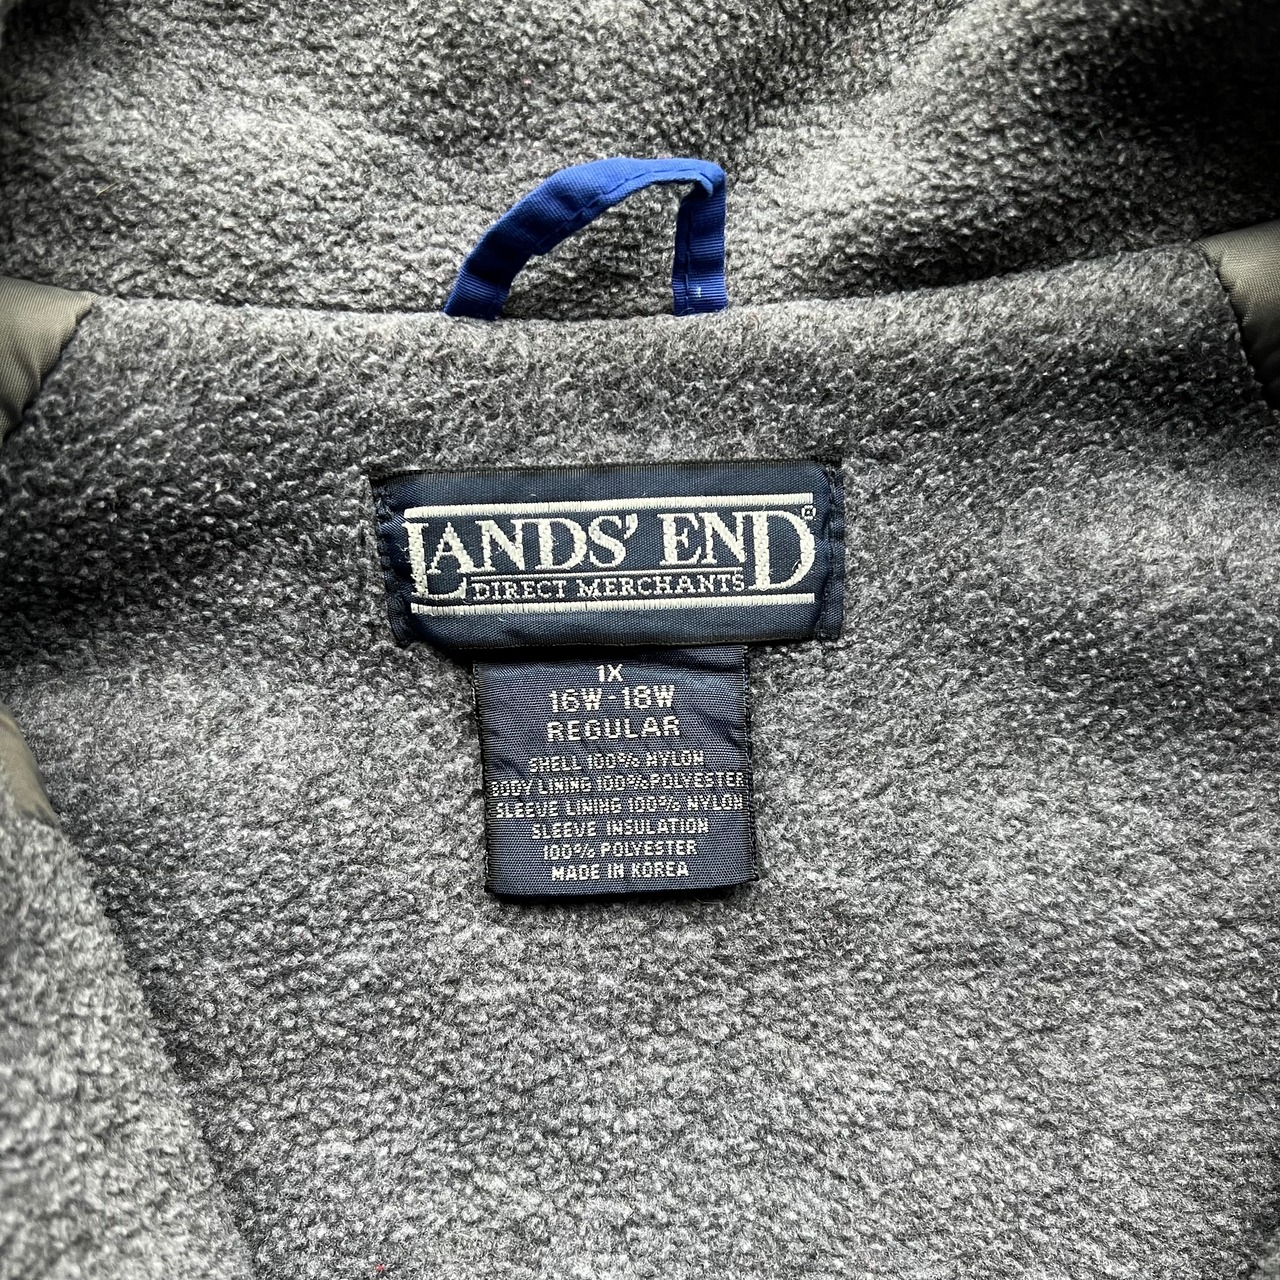 LANDS' END®
DIRECT MERCHANTS
1X
16W-18W
REGULAR
SHELL 100% NYLON
BODY LINING 100% POLYESTER
SLEEVE LINING 100% NYLON
SLEEVE INSULATION
100% POLYESTER
MADE IN KOREA